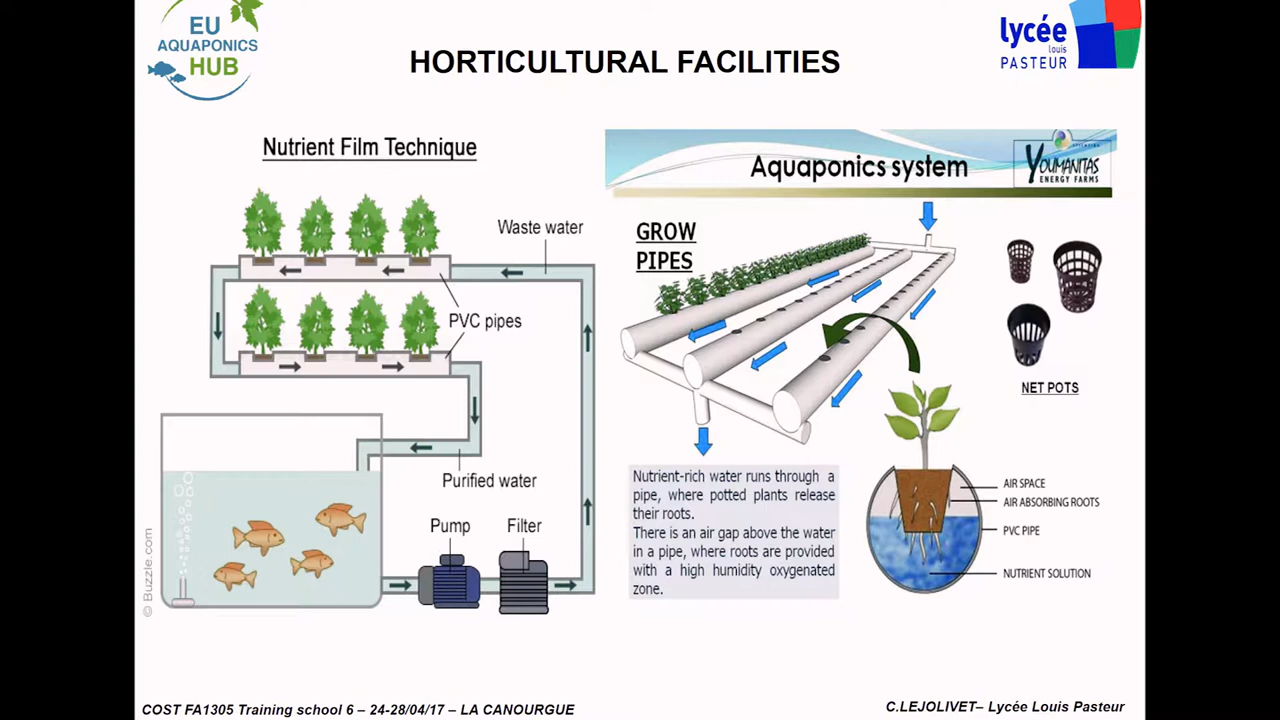 EU
AQUAPONICS
HUB
HORTICULTURAL FACILITIES
lycée
louis
PASTEUR
Nutrient Film Technique
Waste water
PVC pipes
Purified water
Pump
Filter
© Buzzle.com
Aquaponics system
YOUMANITAS
ENERGY FARMS
GROW
PIPES
NET POTS
Nutrient-rich water runs through a
pipe, where potted plants release
their roots.
There is an air gap above the water
in a pipe, where roots are provided
with a high humidity oxygenated
zone.
AIR SPACE
AIR ABSORBING ROOTS
PVC PIPE
NUTRIENT SOLUTION
COST FA1305 Training school 6 – 24-28/04/17 – LA CANOURGUE
C.LEJOLIVET– Lycée Louis Pasteur